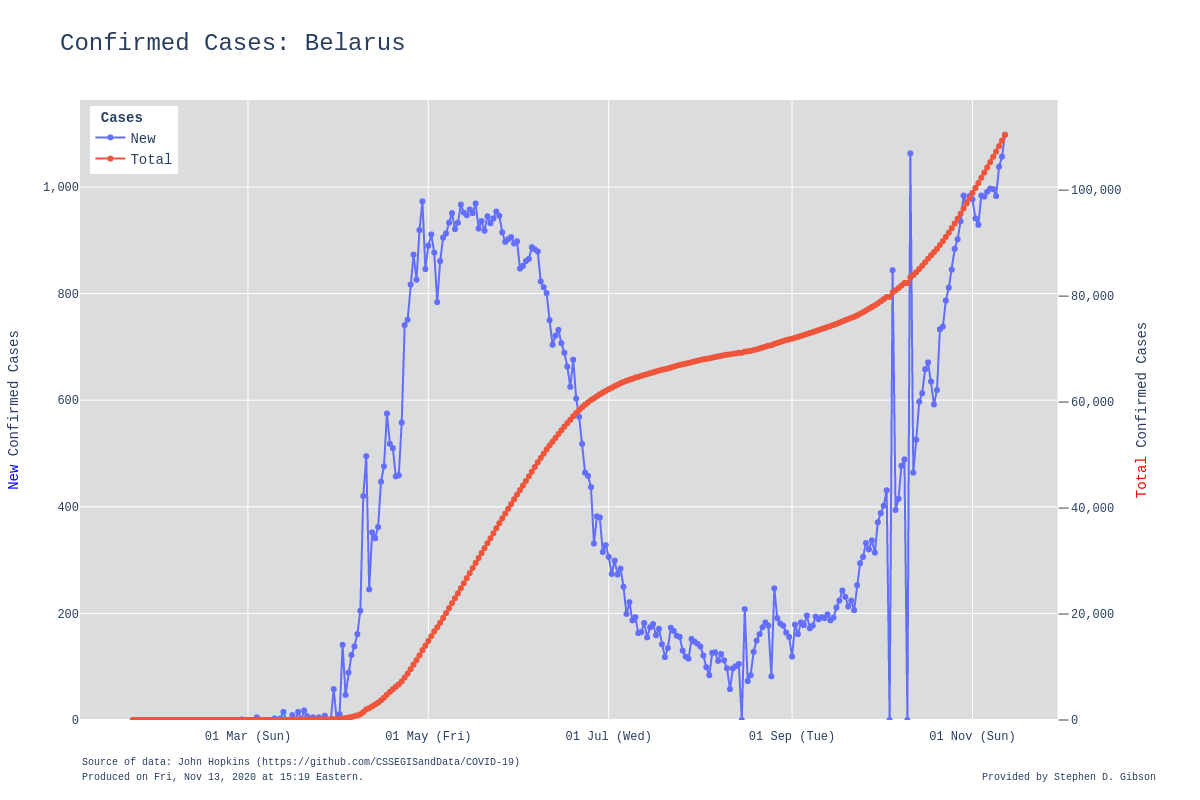 Confirmed Cases: Belarus
Cases
New
Total
1,000
800
600
400
200
0
100,000
80,000
60,000
40,000
20,000
0
New Confirmed Cases
Total Confirmed Cases
01 Mar (Sun)
01 May (Fri)
01 Jul (Wed)
01 Sep (Tue)
01 Nov (Sun)
Source of data: John Hopkins (https://github.com/CSSEGISandData/COVID-19)
Produced on Fri, Nov 13, 2020 at 15:19 Eastern.
Provided by Stephen D. Gibson